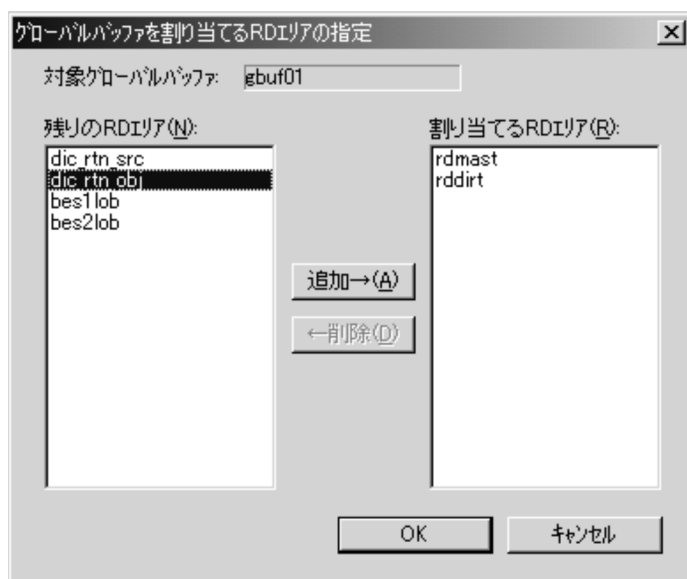 ｸﾞﾛｰﾊﾞﾙﾊﾞｯﾌｧを割り当てるRDｴﾘｱの指定
対象ｸﾞﾛｰﾊﾞﾙﾊﾞｯﾌｧ: gbuf01
残りのRDｴﾘｱ(N):
dic_rtn_src
dic_rtn_obj
bes1lob
bes2lob
追加→(A)
←削除(D)
割り当てるRDｴﾘｱ(R):
rdmast
rddirt
OK
ｷｬﾝｾﾙ